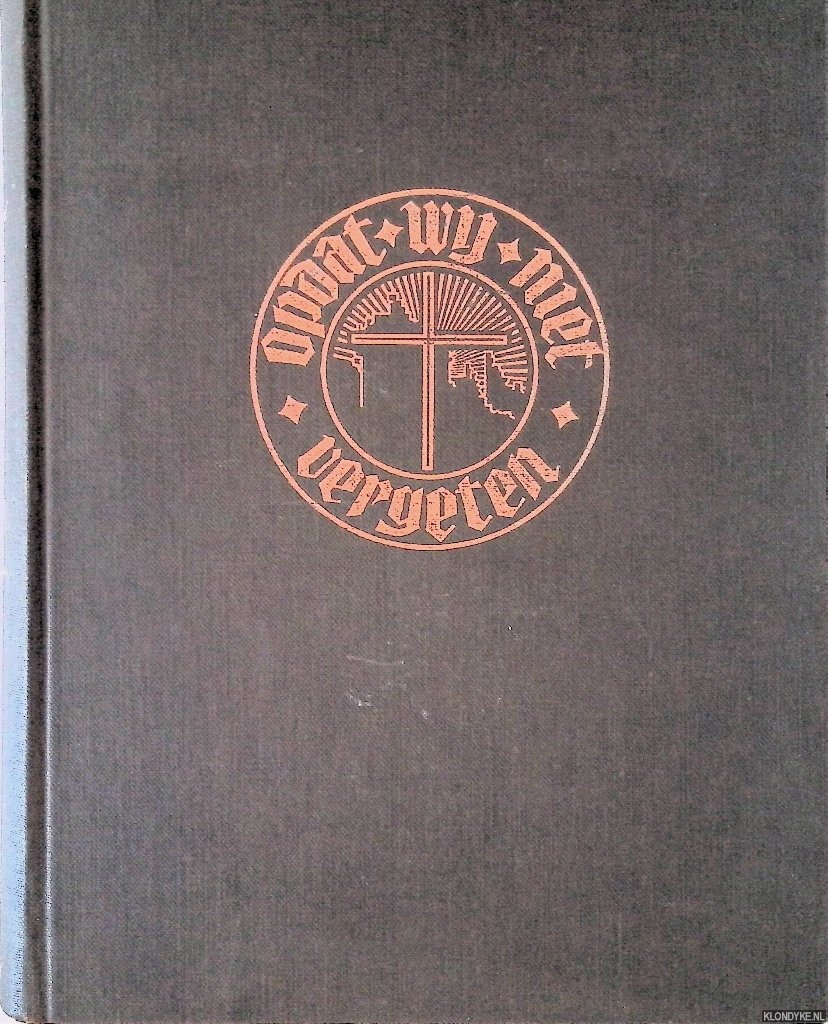 opdat wy niet
vergeten
KLONDYKE.NL